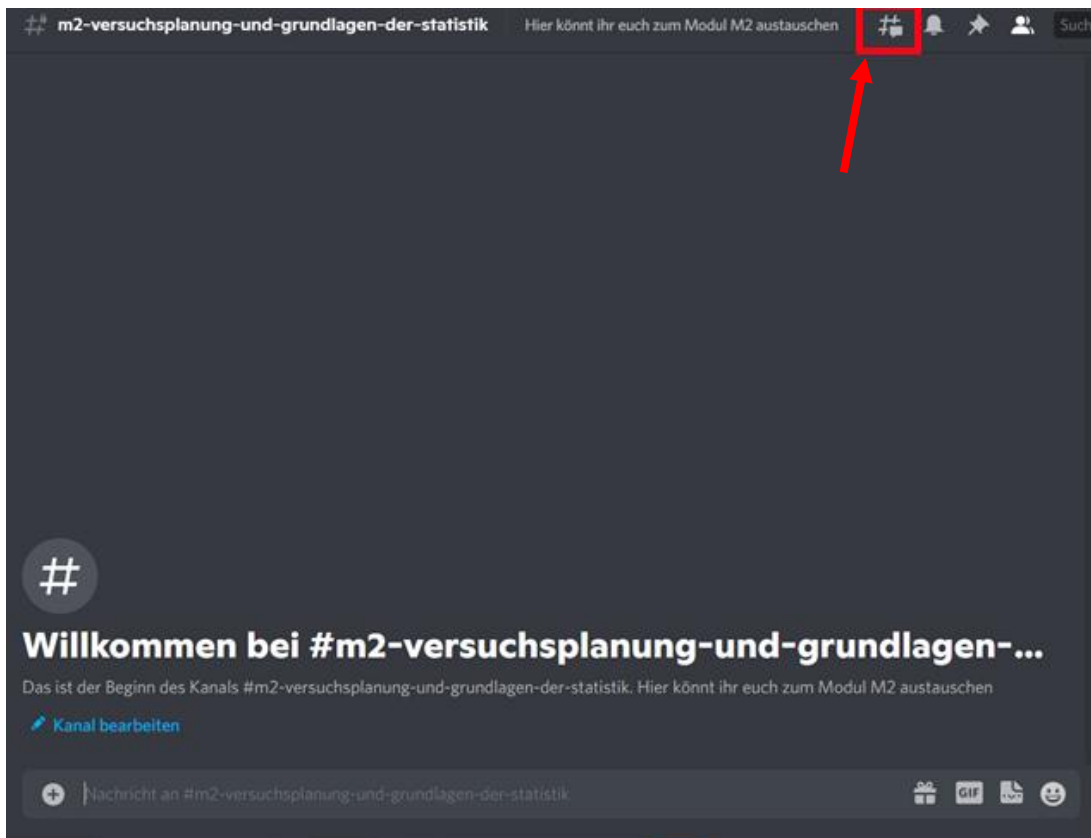 m2-versuchsplanung-und-grundlagen-der-statistik Hier könnt ihr euch zum Modul M2 austauschen Such
#
Willkommen bei #m2-versuchsplanung-und-grundlagen-...
Das ist der Beginn des Kanals #m2-versuchsplanung-und-grundlagen-der-statistik. Hier könnt ihr euch zum Modul M2 austauschen
Kanal bearbeiten
Nachricht an #m2-versuchsplanung-und-grundlagen-der-statistik GIF